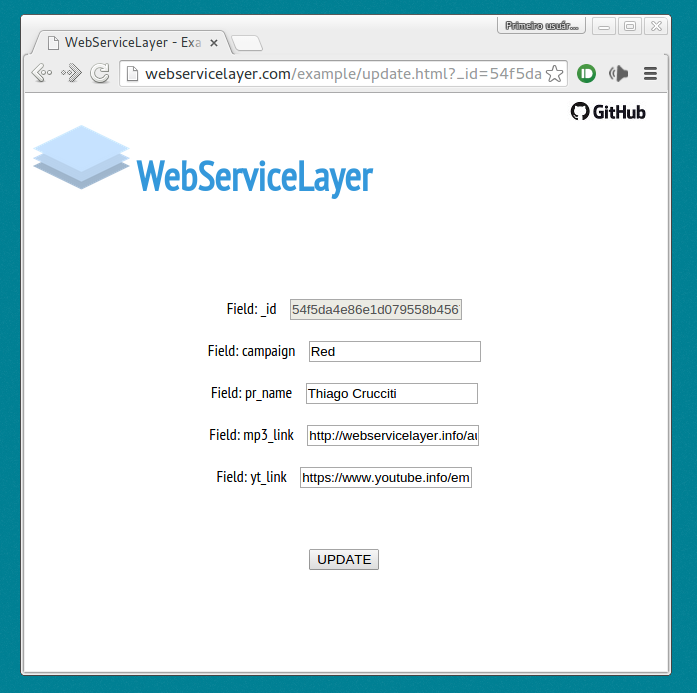 Primeiro usuár...
WebServiceLayer - Exa
webservicelayer.com/example/update.html?_id=54f5da
GitHub
WebServiceLayer
Field: _id 54f5da4e86e1d079558b456
Field: campaign Red
Field: pr_name Thiago Crucciti
Field: mp3_link http://webservicelayer.info/au
Field: yt_link https://www.youtube.info/em
UPDATE